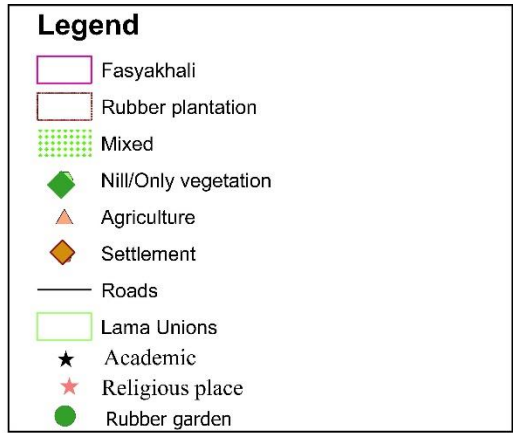 Legend
Fasyakhali
Rubber plantation
Mixed
Nill/Only vegetation
Agriculture
Settlement
Roads
Lama Unions
Academic
Religious place
Rubber garden